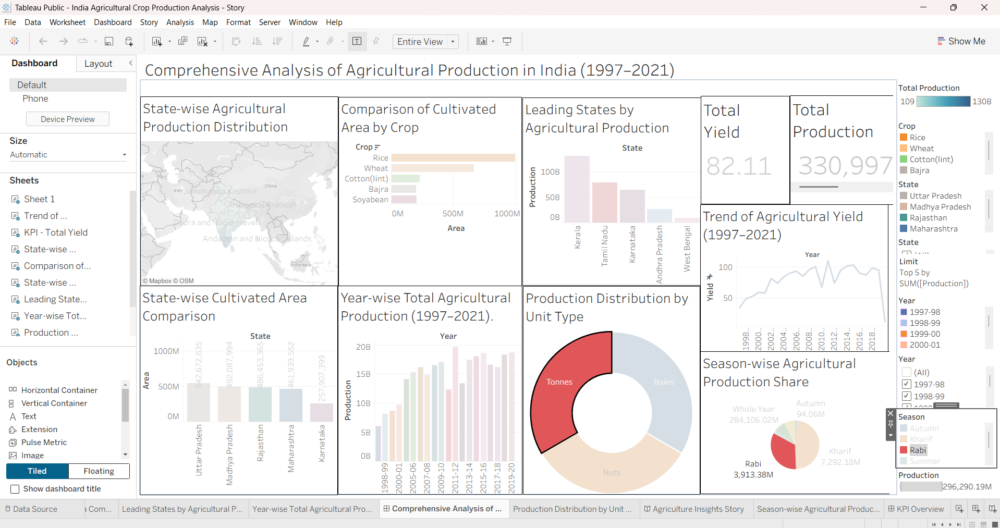 Tableau Public - India Agricultural Crop Production Analysis - Story
File Data Worksheet Dashboard Story Analysis Map Format Server Window Help
Entire View
Show Me
Dashboard Layout
Default
Phone
Device Preview
Size
Automatic
Sheets
Sheet 1
Trend of ...
KPI - Total Yield
State-wise ...
Comparison of...
State-wise ...
Leading State...
Year-wise Tot...
Production ...
Objects
Horizontal Container
Vertical Container
Text
Extension
Pulse Metric
Image
Tiled Floating
Show dashboard title
Comprehensive Analysis of Agricultural Production in India (1997–2021)
State-wise Agricultural
Production Distribution
Iran
China
Jammu and Kashmir
Arunachal Pradesh
Dadra and Nagar Haveli
Andaman and Nicobar Islands
Indonesia
© Mapbox © OSM
Comparison of Cultivated
Area by Crop
Crop
Rice
Wheat
Cotton(lint)
Bajra
Soyabean
0M 500M 1000M
Area
Leading States by
Agricultural Production
State
Production
100B
50B
0B
Kerala
Tamil Nadu
Karnataka
Andhra Pradesh
West Bengal
Total
Yield
82.11
Total
Production
330,997
Trend of Agricultural Yield
(1997–2021)
Year
Yield
100
50
1998..
2000..
2002..
2004..
2006..
2008..
2010..
2012..
2014..
2016..
2018..
State-wise Cultivated Area
Comparison
State
Area
1000M
500M
0M
542,672,635
492,087,994
486,453,365
461,939,552
257,907,399
Uttar Pradesh
Madhya Pradesh
Rajasthan
Maharashtra
Karnataka
Year-wise Total Agricultural
Production (1997–2021).
Year
Production
20B
15B
10B
5B
0B
1998-99
2000-01
2005-06
2007-08
2009-10
2011-12
2013-14
2015-16
2017-18
2019-20
Production Distribution by
Unit Type
Tonnes
Bales
Nuts
Season-wise Agricultural
Production Share
Whole Year
284,106.02M
Autumn
94.06M
Kharif
7,292.18M
Rabi
3,913.38M
Total Production
109 130B
Crop
Rice
Wheat
Cotton(lint)
Bajra
State
Uttar Pradesh
Madhya Pradesh
Rajasthan
Maharashtra
State
Limit
Top 5 by
SUM([Production])
Year
1997-98
1998-99
1999-00
2000-01
Year
(All)
1997-98
1998-99
Season
Autumn
Kharif
Rabi
Summer
Production
296,290.19M
Data Source
a Com...
Leading States by Agricultural P...
Year-wise Total Agricultural Pro...
Comprehensive Analysis of ...
Production Distribution by Unit ...
Agriculture Insights Story
Season-wise Agricultural Produc...
KPI Overview